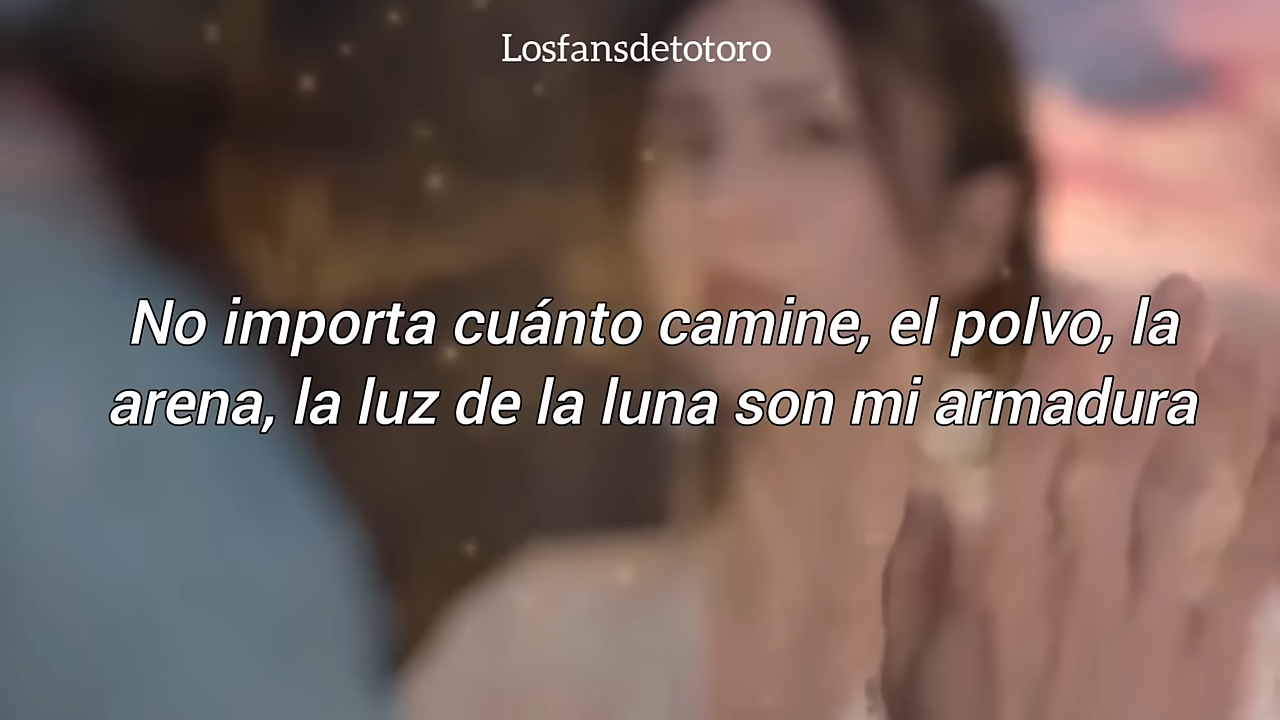 Losfansdetotoro
No importa cuánto camine, el polvo, la
arena, la luz de la luna son mi armadura